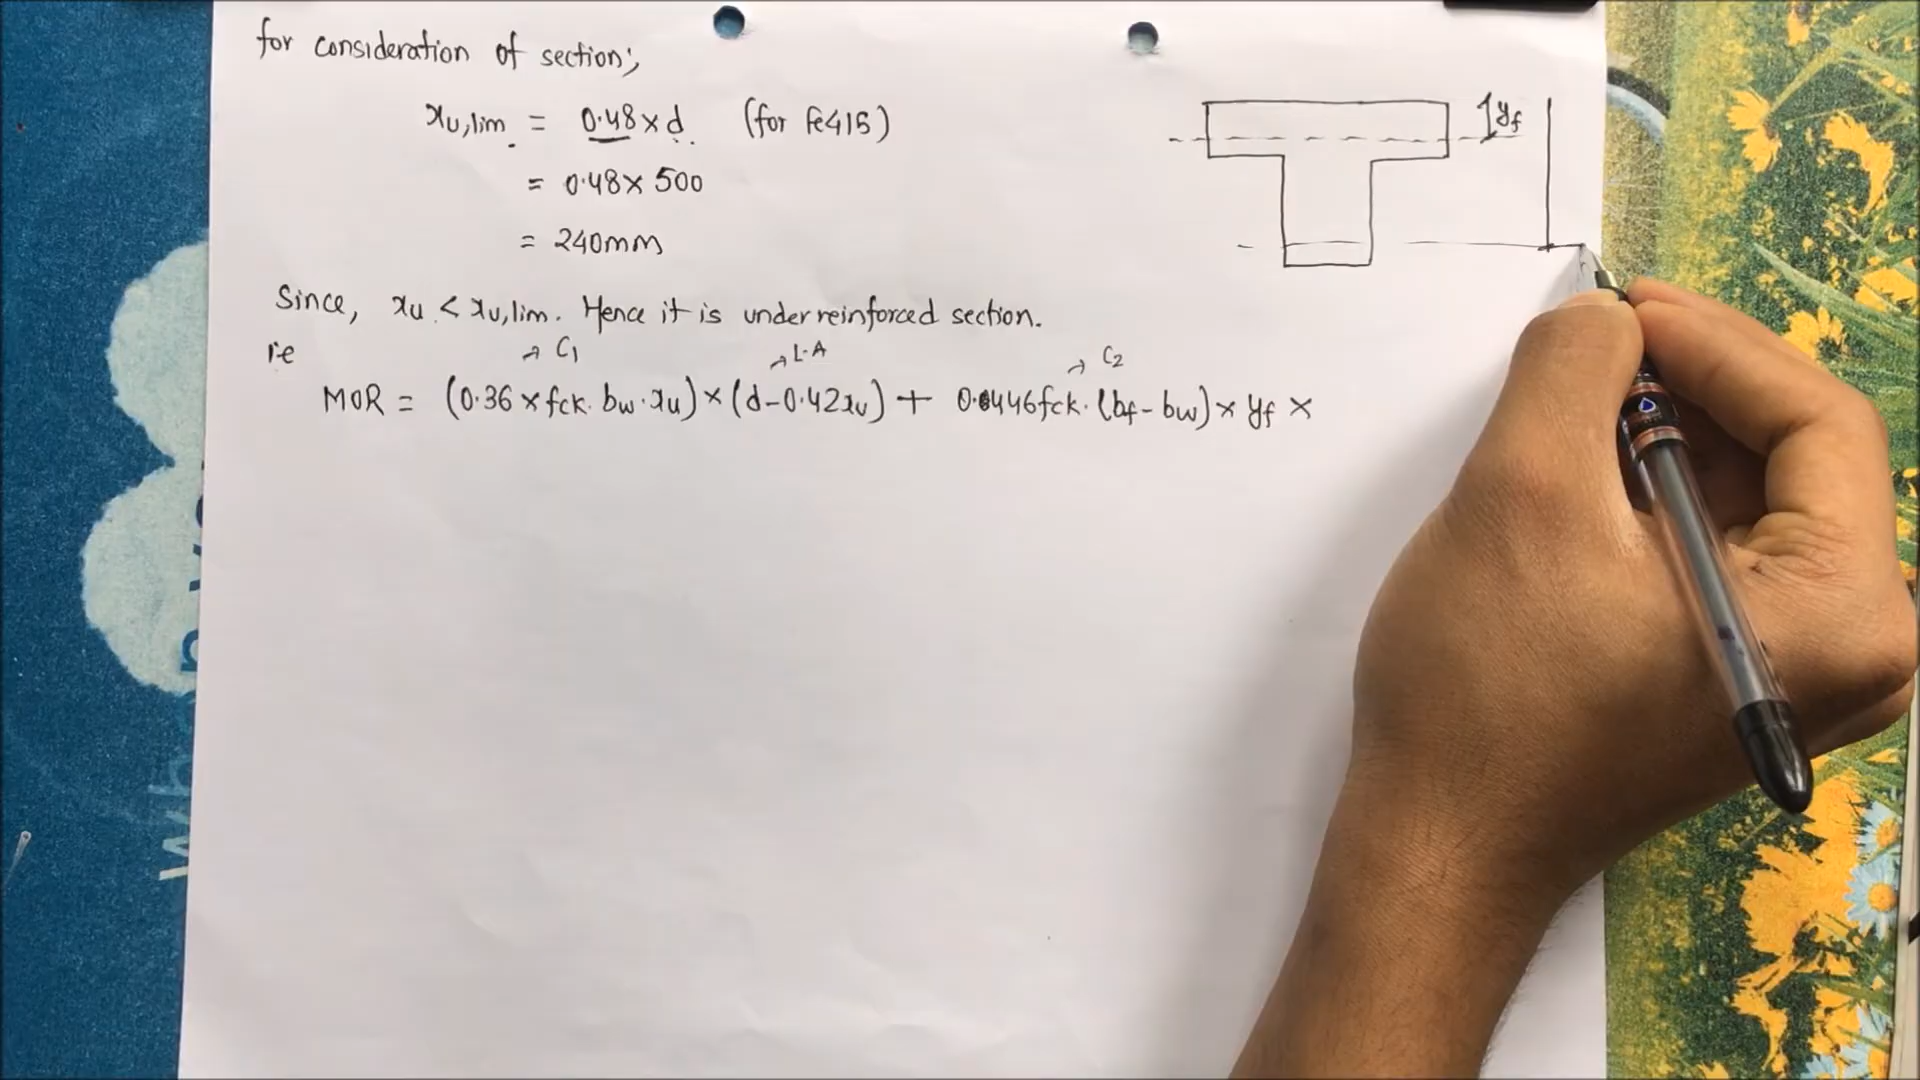 for consideration of section;
xu,lim = 0.48 x d (for fe415)
= 0.48 x 500
= 240mm
yf
Since, xu < xu,lim. Hence it is under reinforced section.
ie
C1 L.A C2
MOR = (0.36 x fck. bw. xu) x (d-0.42xu) + 0.446fck. (bf - bw) x yf x